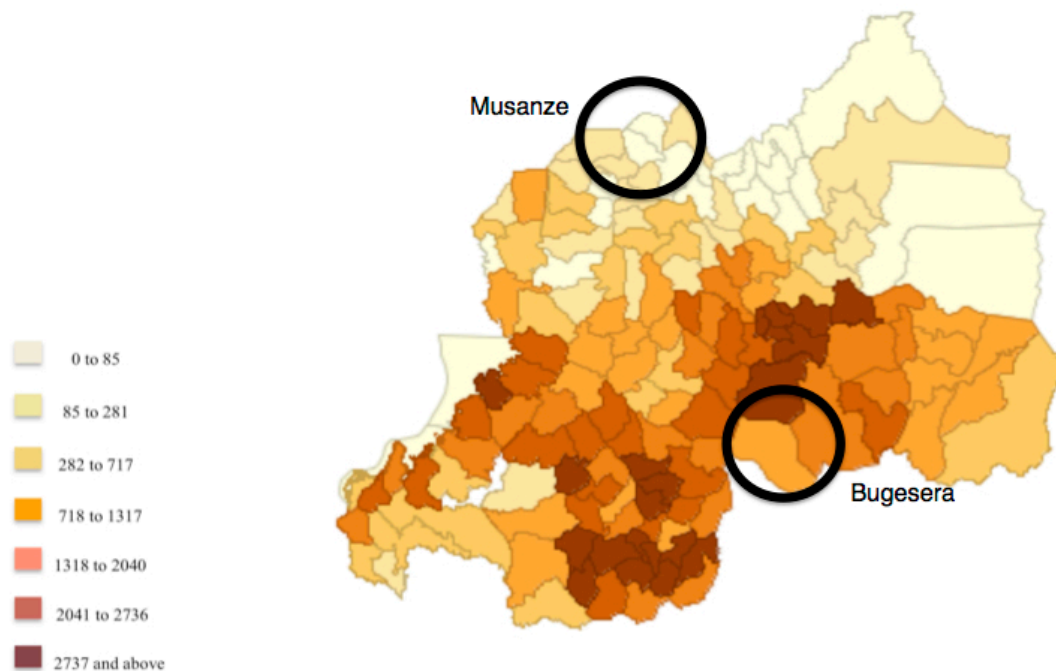 Musanze
Bugesera
0 to 85
85 to 281
282 to 717
718 to 1317
1318 to 2040
2041 to 2736
2737 and above